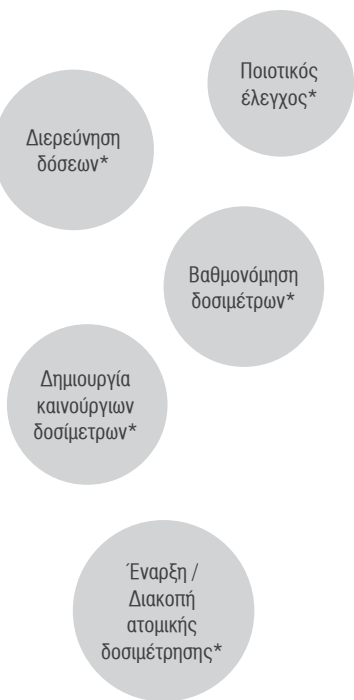 Ποιοτικός
έλεγχος*
Διερεύνηση
δόσεων*
Βαθμονόμηση
δοσιμέτρων*
Δημιουργία
καινούργιων
δοσίμετρων*
Έναρξη /
Διακοπή
ατομικής
δοσιμέτρησης*